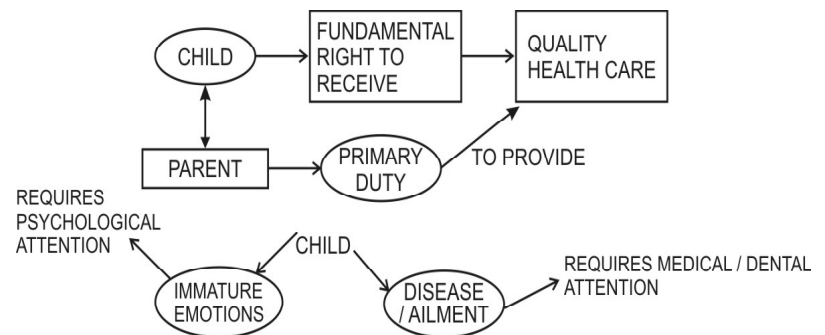 CHILD
FUNDAMENTAL
RIGHT TO
RECEIVE
QUALITY
HEALTH CARE
PARENT
PRIMARY
DUTY
TO PROVIDE
REQUIRES
PSYCHOLOGICAL
ATTENTION
CHILD
IMMATURE
EMOTIONS
DISEASE
/ AILMENT
REQUIRES MEDICAL / DENTAL
ATTENTION